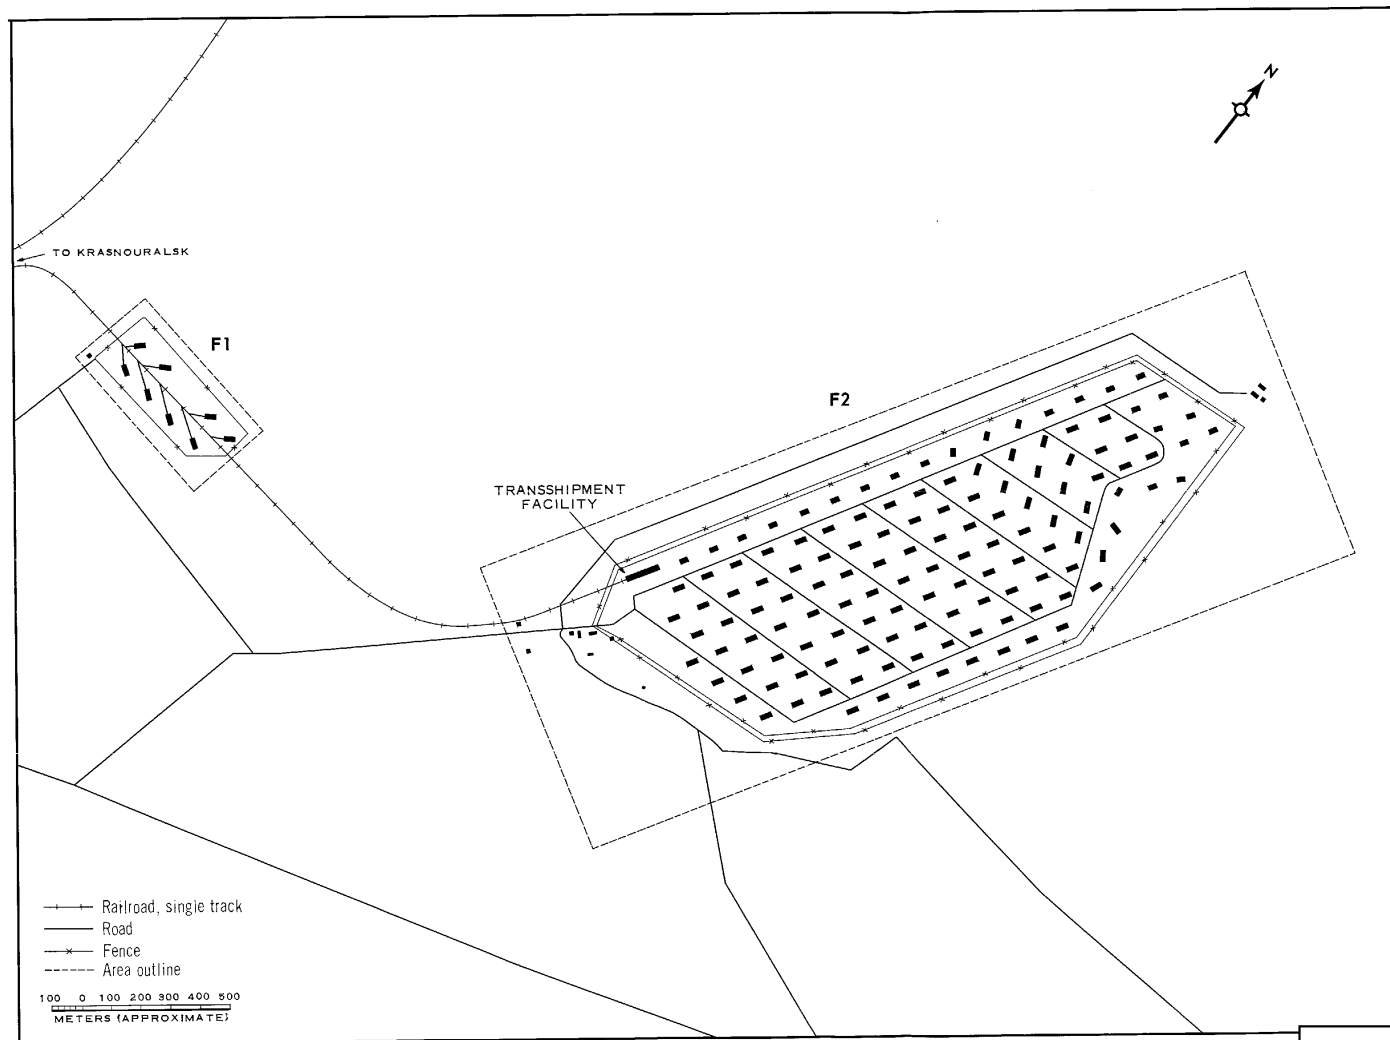 N
TO KRASNOURALSK
F1
F2
TRANSSHIPMENT
FACILITY
Railroad, single track
Road
Fence
Area outline
100 0 100 200 300 400 500
METERS (APPROXIMATE)